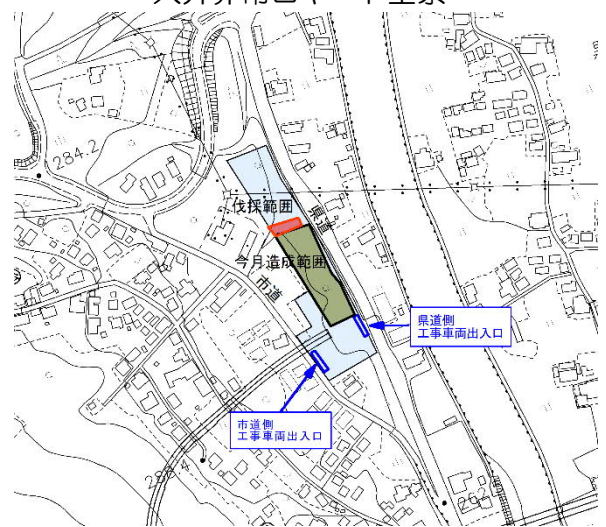 284.2
伐採範囲
県道
今月造成範囲
市道
県道側
工事車両出入口
市道側
工事車両出入口